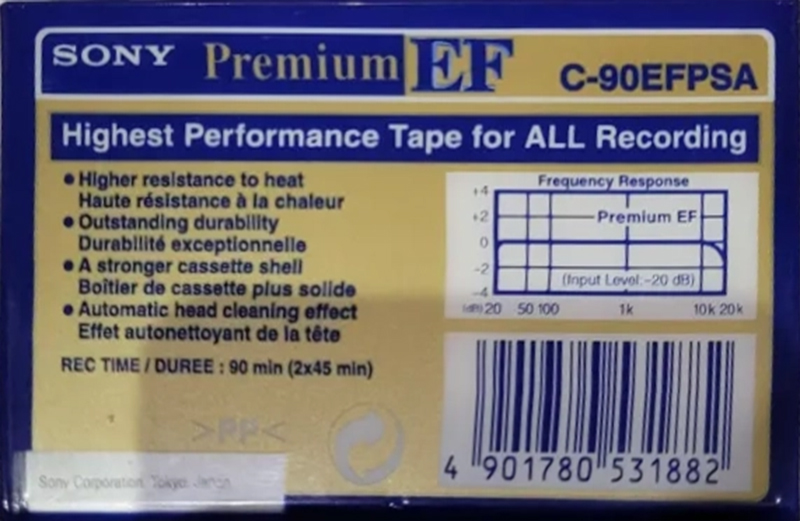 SONY Premium EF C-90EFPSA
Highest Performance Tape for ALL Recording
• Higher resistance to heat
Haute résistance à la chaleur
• Outstanding durability
Durabilité exceptionnelle
• A stronger cassette shell
Boîtier de cassette plus solide
• Automatic head cleaning effect
Effet autonettoyant de la tête
REC TIME / DUREE : 90 min (2x45 min)
>PP<
Sony Corporation Tokyo Japan
Frequency Response
+4
+2
Premium EF
0
-2
(Input Level:-20 dB)
-4
(dB) 20 50 100 1k 10k 20k
4 901780 531882